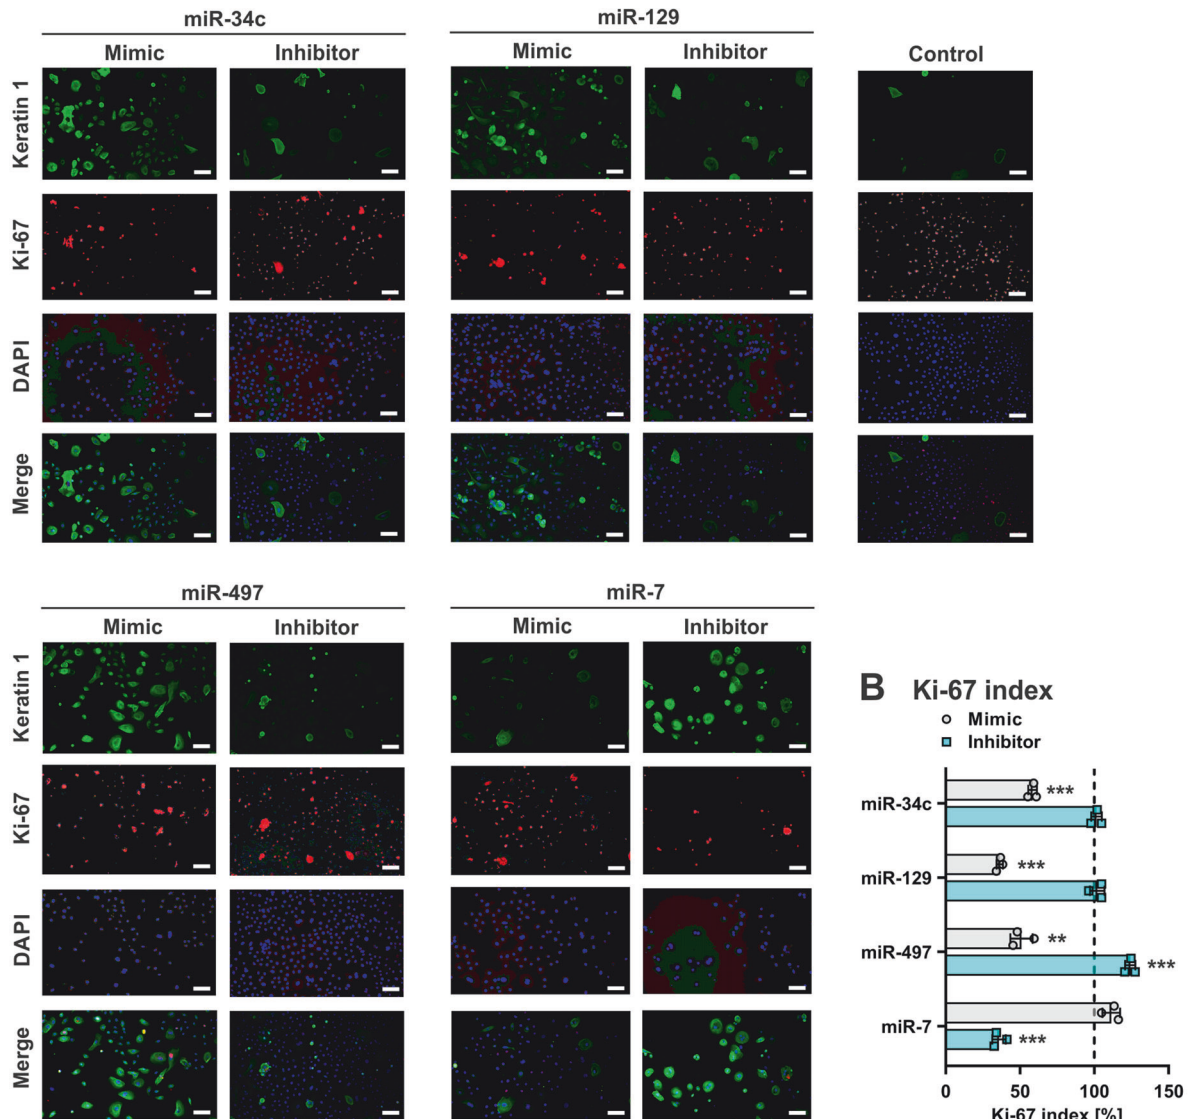 miR-34c
miR-129
Mimic
Inhibitor
Mimic
Inhibitor
Control
Keratin 1
Ki-67
DAPI
Merge
miR-497
miR-7
Mimic
Inhibitor
Mimic
Inhibitor
Keratin 1
Ki-67
DAPI
Merge
B Ki-67 index
Mimic
Inhibitor
miR-34c
***
miR-129
***
miR-497
**
***
miR-7
***
0 50 100 150
Ki-67 index [%]